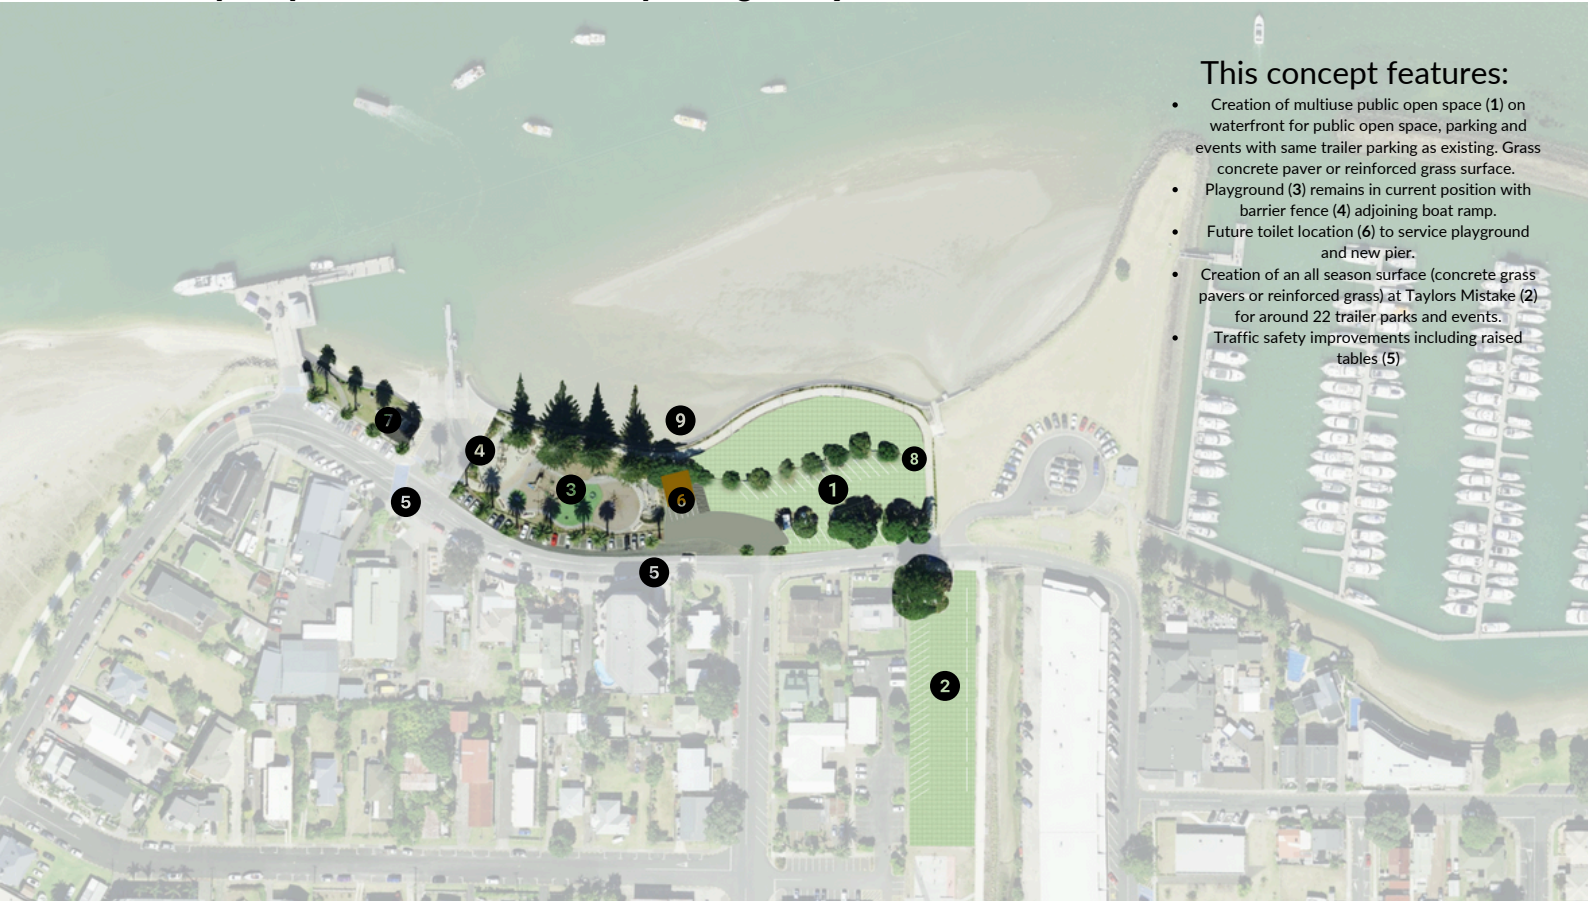 This concept features:
• Creation of multiuse public open space (1) on
waterfront for public open space, parking and
events with same trailer parking as existing. Grass
concrete paver or reinforced grass surface.
• Playground (3) remains in current position with
barrier fence (4) adjoining boat ramp.
• Future toilet location (6) to service playground
and new pier.
• Creation of an all season surface (concrete grass
pavers or reinforced grass) at Taylors Mistake (2)
for around 22 trailer parks and events.
• Traffic safety improvements including raised
tables (5)
7
9
4
8
3
1
6
5
5
2